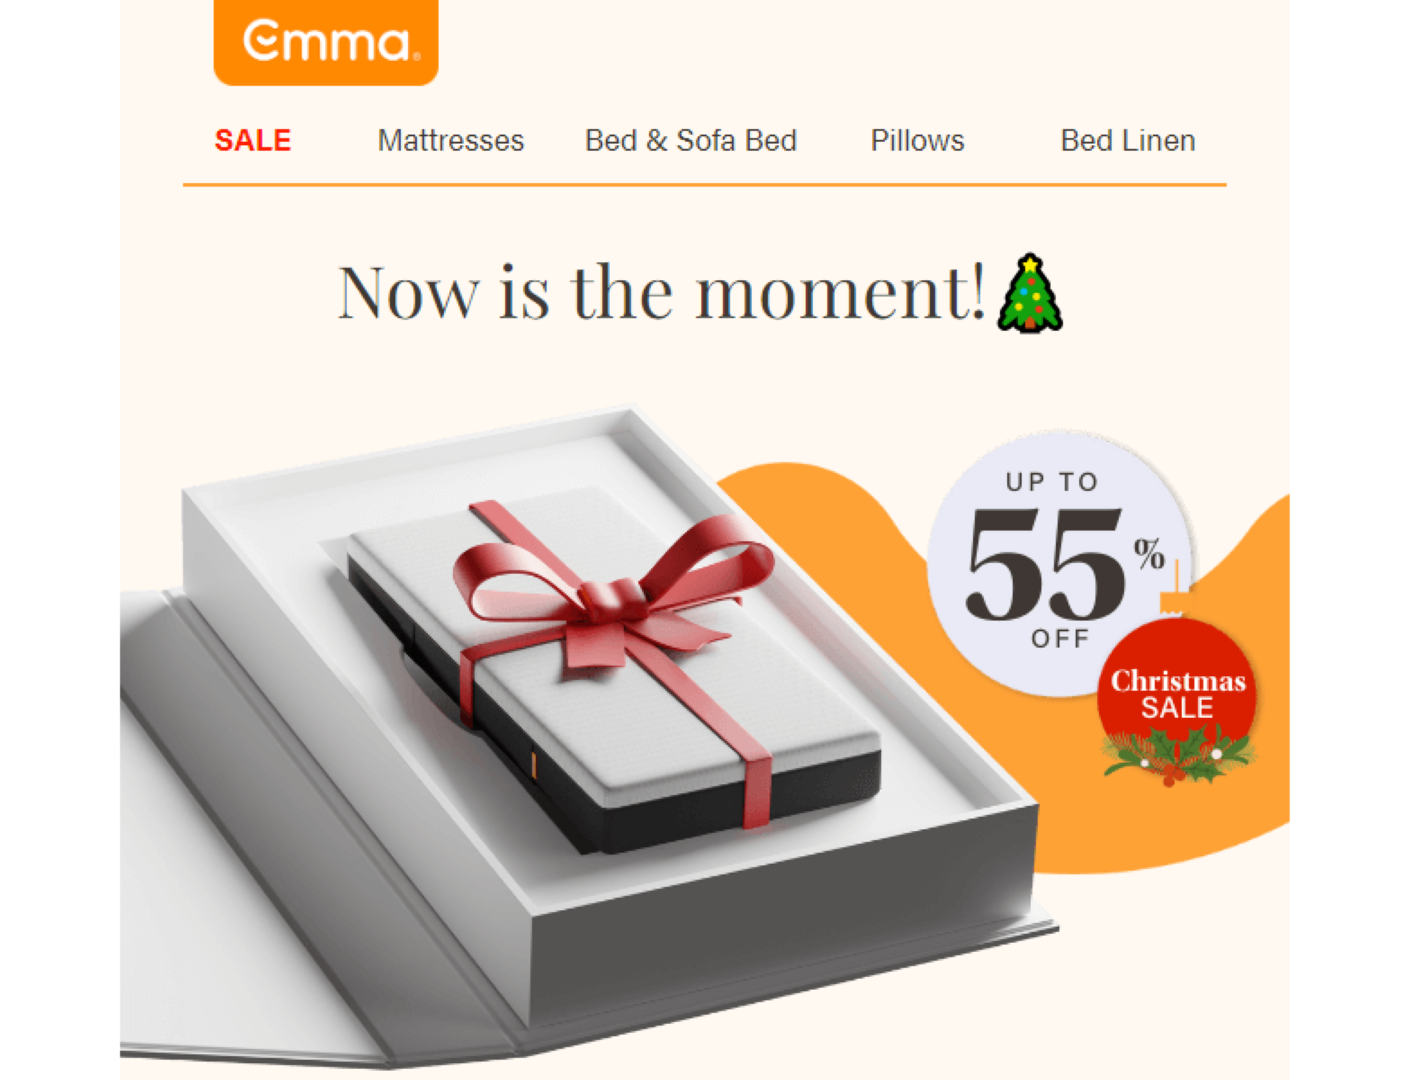 emma®
SALE Mattresses Bed & Sofa Bed Pillows Bed Linen
Now is the moment!🎄
UP TO
55%
OFF
Christmas
SALE